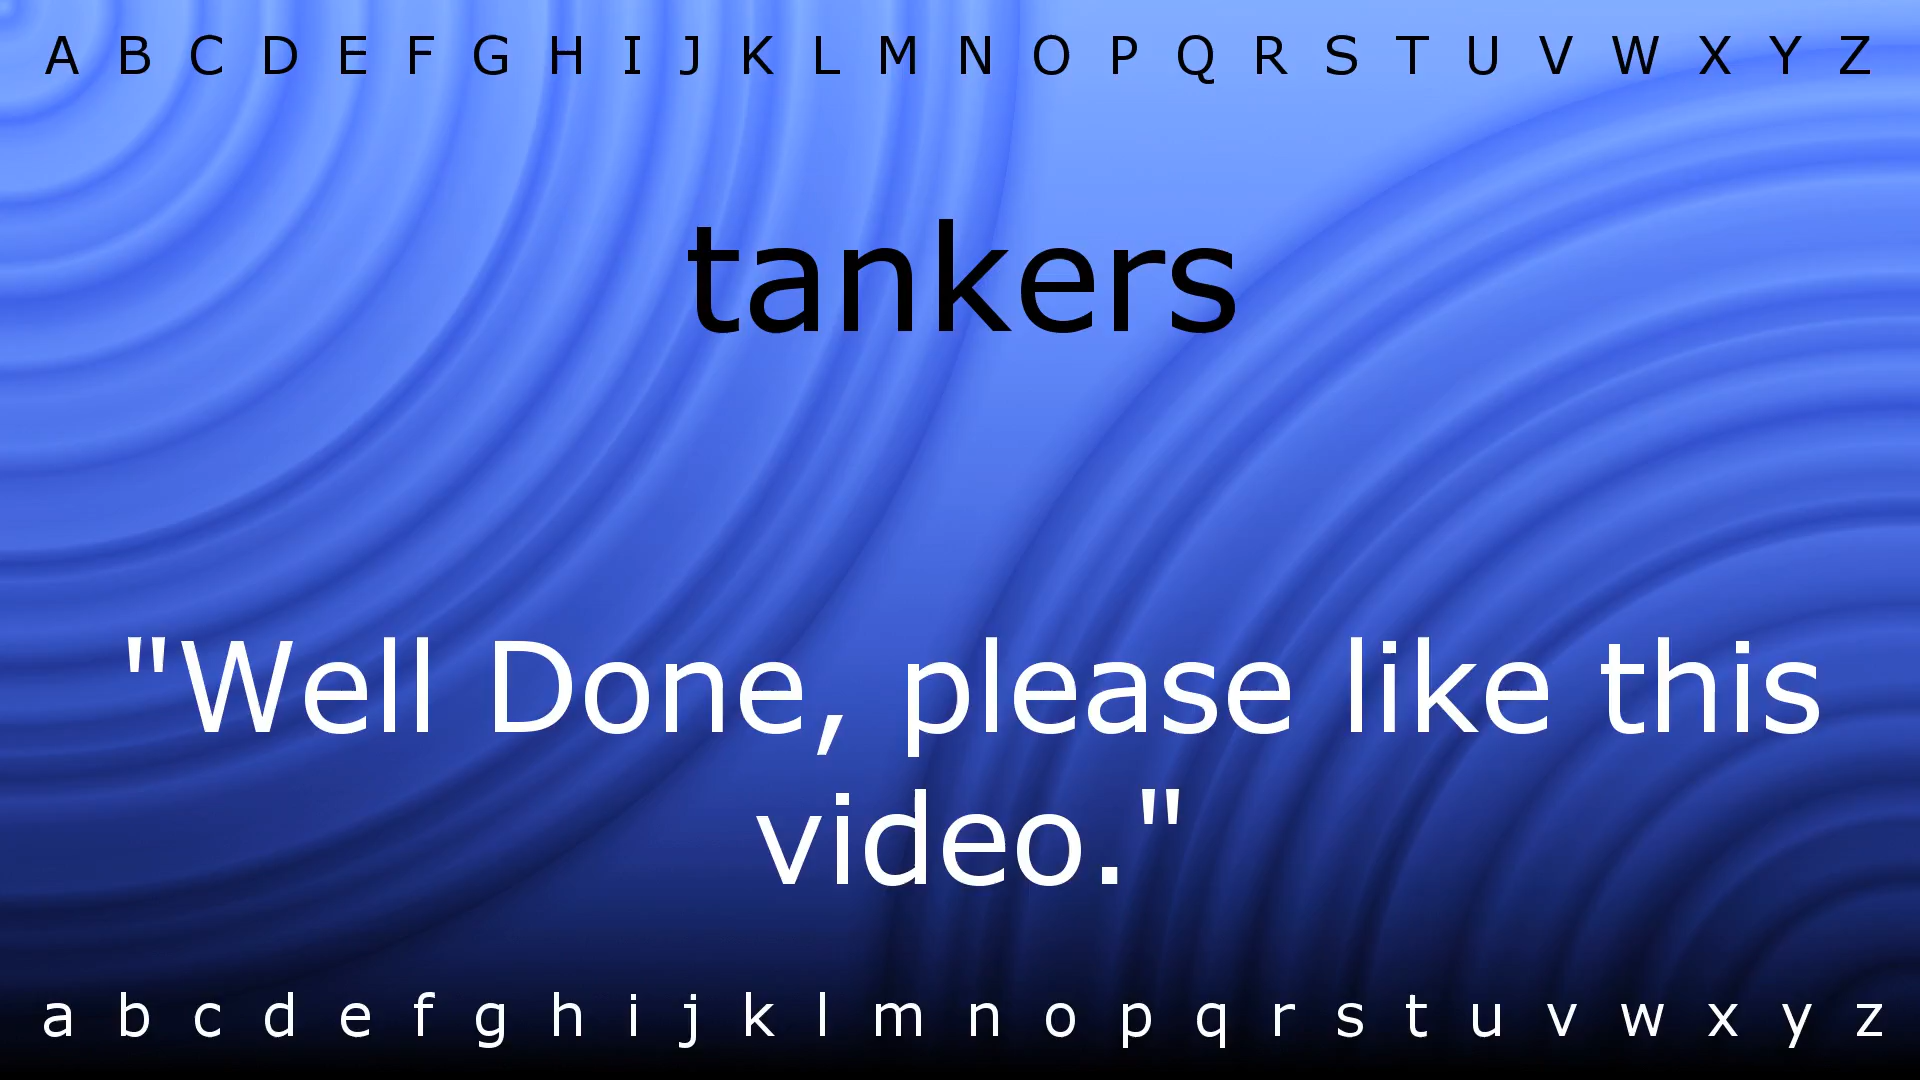 A B C D E F G H I J K L M N O P Q R S T U V W X Y Z
tankers
"Well Done, please like this
video."
a b c d e f g h i j k l m n o p q r s t u v w x y z